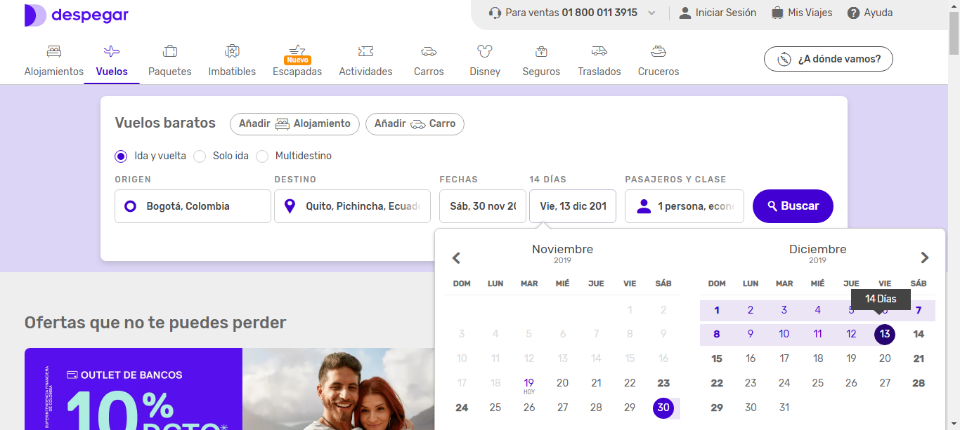 despegar
Para ventas 01 800 011 3915
Iniciar Sesión
Mis Viajes
Ayuda
Alojamientos
Vuelos
Paquetes
Imbatibles
Nuevo
Escapadas
Actividades
Carros
Disney
Seguros
Traslados
Cruceros
¿A dónde vamos?
Vuelos baratos
Añadir Alojamiento
Añadir Carro
Ida y vuelta
Solo ida
Multidestino
ORIGEN
DESTINO
FECHAS
14 DÍAS
PASAJEROS Y CLASE
Bogotá, Colombia
Quito, Pichincha, Ecuad
Sáb, 30 nov 20
Vie, 13 dic 201
1 persona, econ
Buscar
Noviembre
2019
DOM LUN MAR MIÉ JUE VIE SÁB
1 2
3 4 5 6 7 8 9
10 11 12 13 14 15 16
17 18 19 20 21 22 23
HOY
24 25 26 27 28 29 30
Diciembre
2019
DOM LUN MAR MIÉ JUE VIE SÁB
14 Días
1 2 3 4 5 6 7
8 9 10 11 12 13 14
15 16 17 18 19 20 21
22 23 24 25 26 27 28
29 30 31
Ofertas que no te puedes perder
OUTLET DE BANCOS
10%
DCTO*